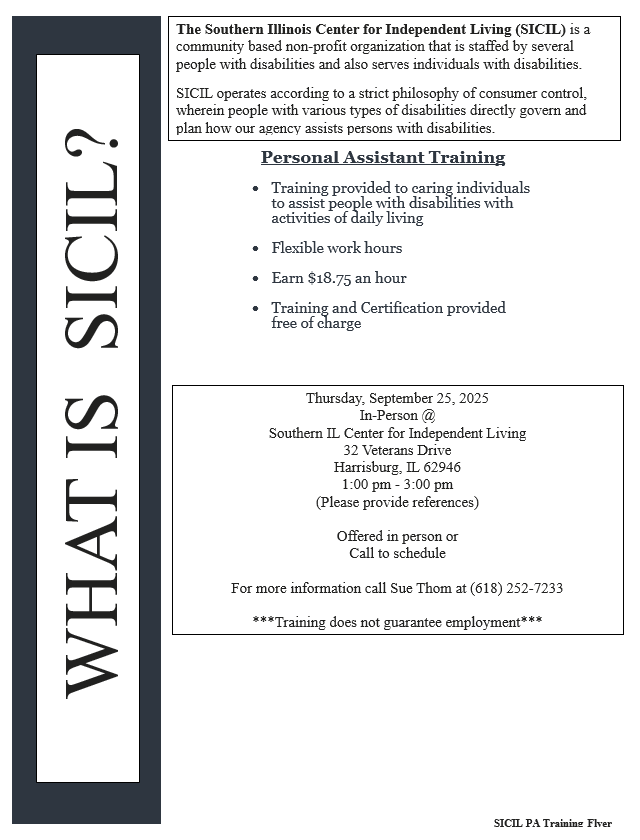 WHAT IS SICIL?
The Southern Illinois Center for Independent Living (SICIL) is a
community based non-profit organization that is staffed by several
people with disabilities and also serves individuals with disabilities.
SICIL operates according to a strict philosophy of consumer control,
wherein people with various types of disabilities directly govern and
plan how our agency assists persons with disabilities.
Personal Assistant Training
• Training provided to caring individuals
to assist people with disabilities with
activities of daily living
• Flexible work hours
• Earn $18.75 an hour
• Training and Certification provided
free of charge
Thursday, September 25, 2025
In-Person @
Southern IL Center for Independent Living
32 Veterans Drive
Harrisburg, IL 62946
1:00 pm - 3:00 pm
(Please provide references)
Offered in person or
Call to schedule
For more information call Sue Thom at (618) 252-7233
***Training does not guarantee employment***
SICIL PA Training Flyer